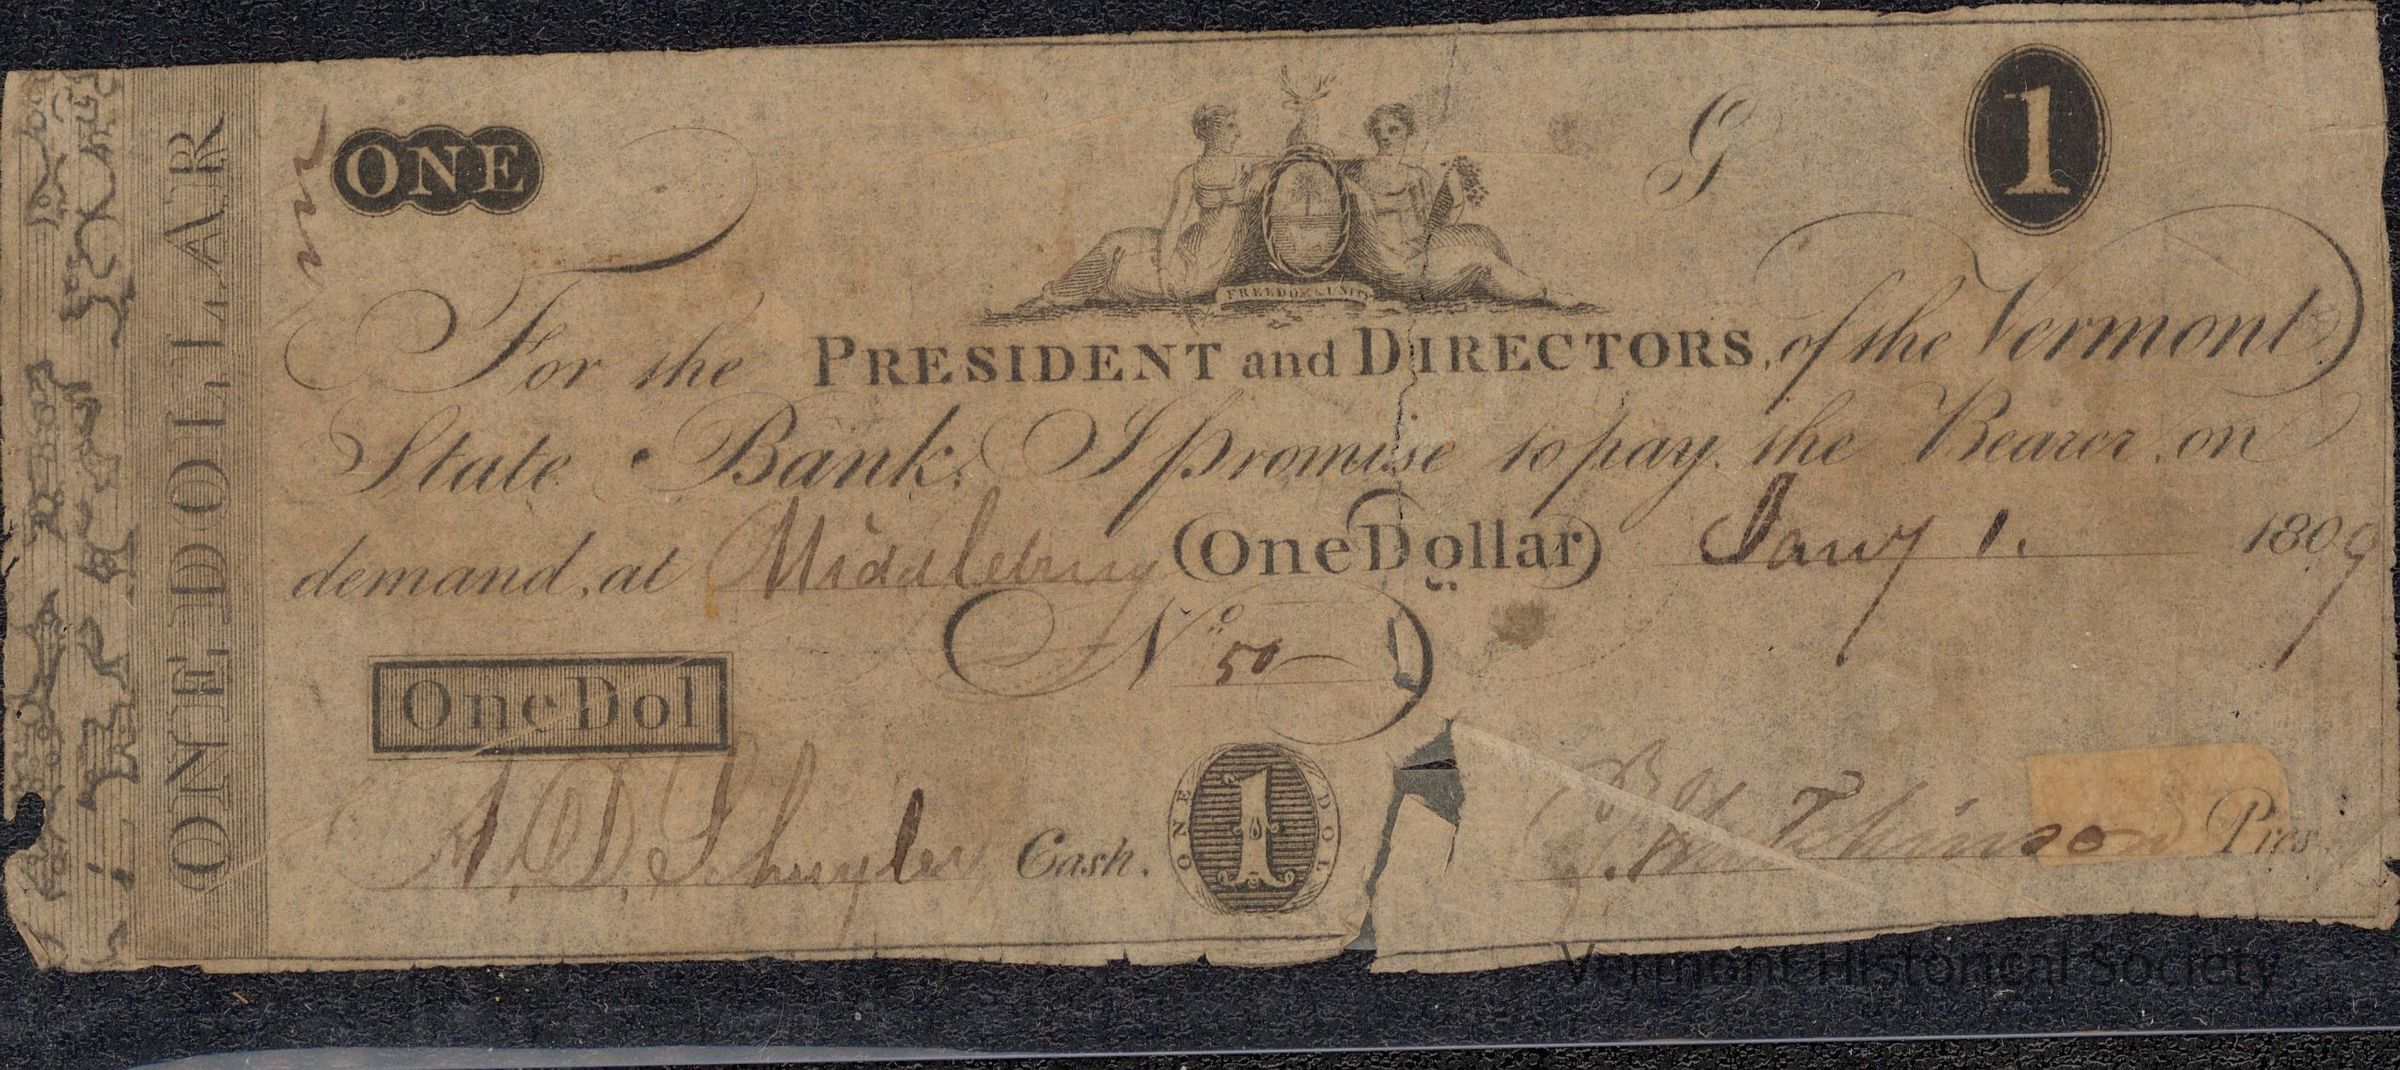 ONE DOLLAR
ONE
G
1
FREEDOM & UNITY
For the PRESIDENT and DIRECTORS, of the Vermont
State Bank, I promise to pay the Bearer, on
demand, at Middlebury (One Dollar) Jany 1. 1809
No 50
One Dol
A. D. Schuyler Cash.
ONE 1 DOL
Hutchinson Pres
Vermont Historical Society